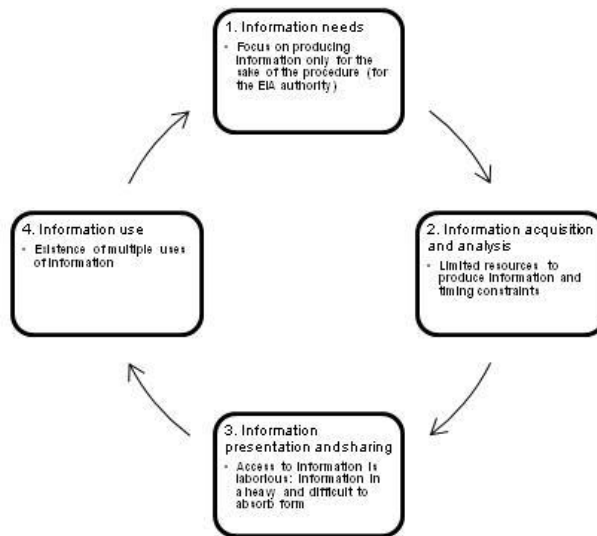 1. Information needs
• Focus on producing
information only for the
sake of the procedure (for
the EIA authority)
2. Information acquisition
and analysis
• Limited resources to
produce information and
timing constraints
3. Information
presentation and sharing
• Access to information is
laborious: information in
a heavy and difficult to
absorb form
4. Information use
• Existence of multiple uses
of information